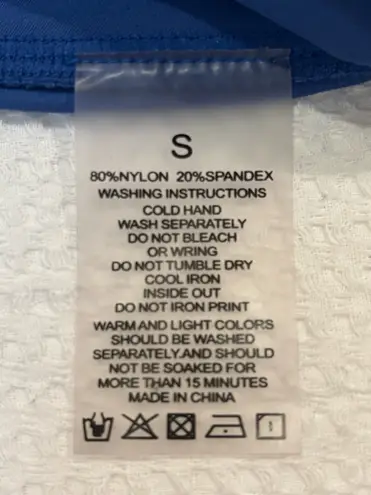 S
80%NYLON 20%SPANDEX
WASHING INSTRUCTIONS
COLD HAND
WASH SEPARATELY
DO NOT BLEACH
OR WRING
DO NOT TUMBLE DRY
COOL IRON
INSIDE OUT
DO NOT IRON PRINT
WARM AND LIGHT COLORS
SHOULD BE WASHED
SEPARATELY.AND SHOULD
NOT BE SOAKED FOR
MORE THAN 15 MINUTES
MADE IN CHINA